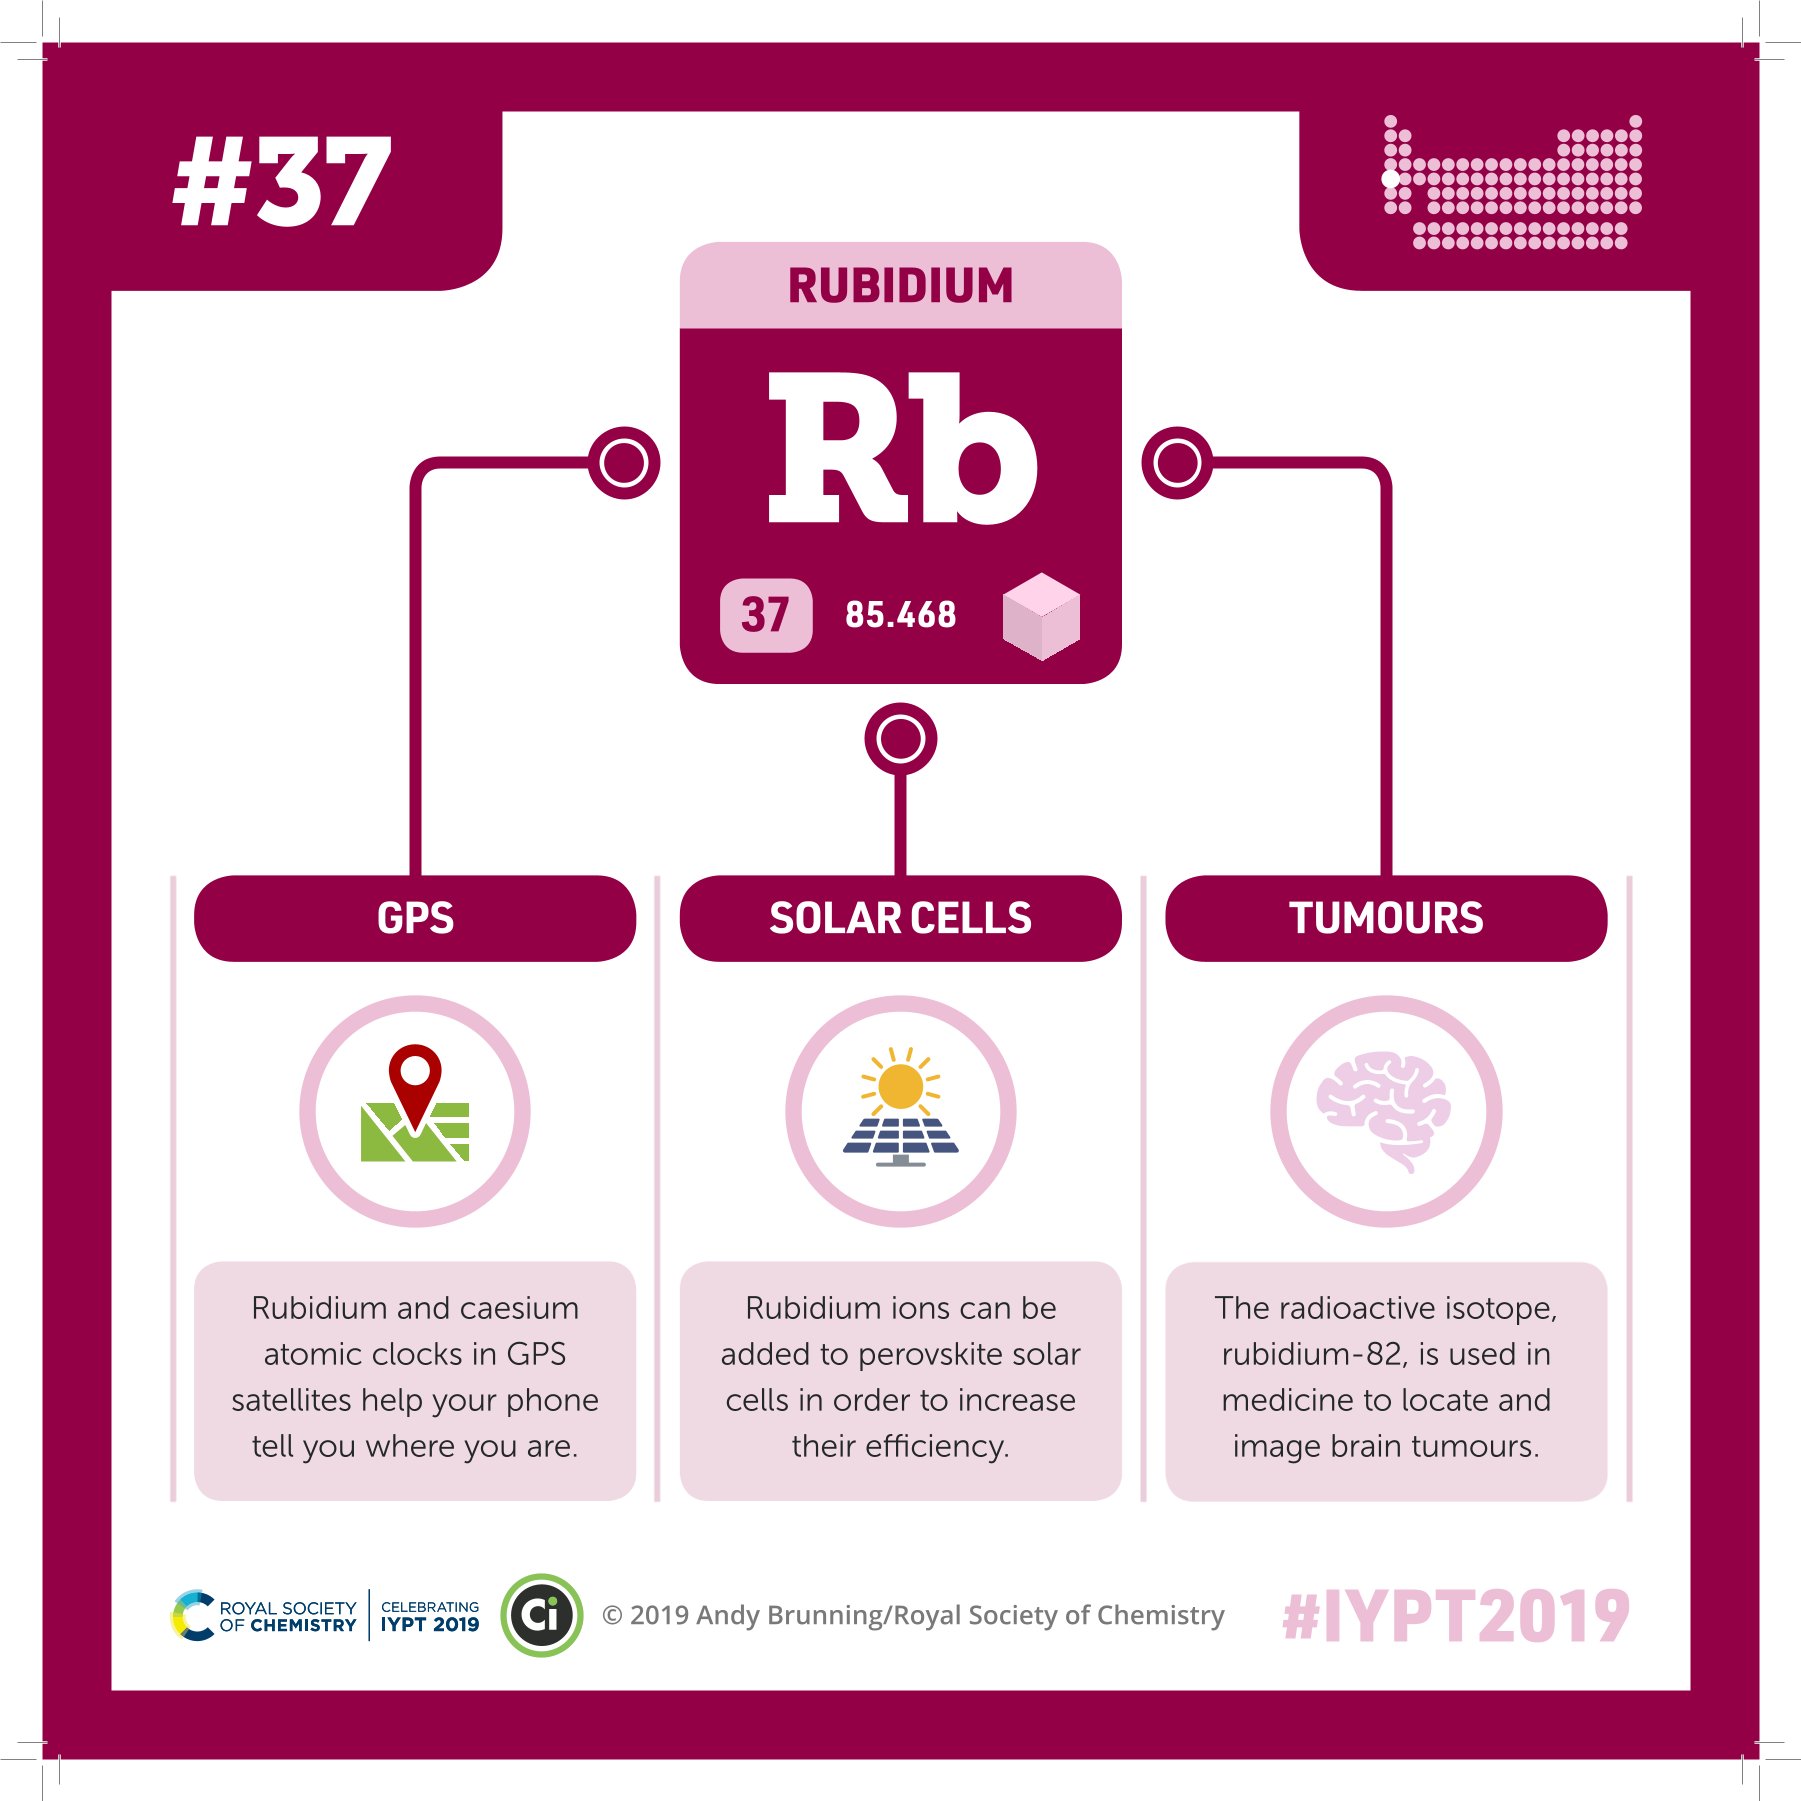 #37
RUBIDIUM
Rb
37
85.468
GPS
SOLAR CELLS
TUMOURS
Rubidium and caesium
atomic clocks in GPS
satellites help your phone
tell you where you are.
Rubidium ions can be
added to perovskite solar
cells in order to increase
their efficiency.
The radioactive isotope,
rubidium-82, is used in
medicine to locate and
image brain tumours.
ROYAL SOCIETY
OF CHEMISTRY
CELEBRATING
IYPT 2019
Ci
© 2019 Andy Brunning/Royal Society of Chemistry
#IYPT2019